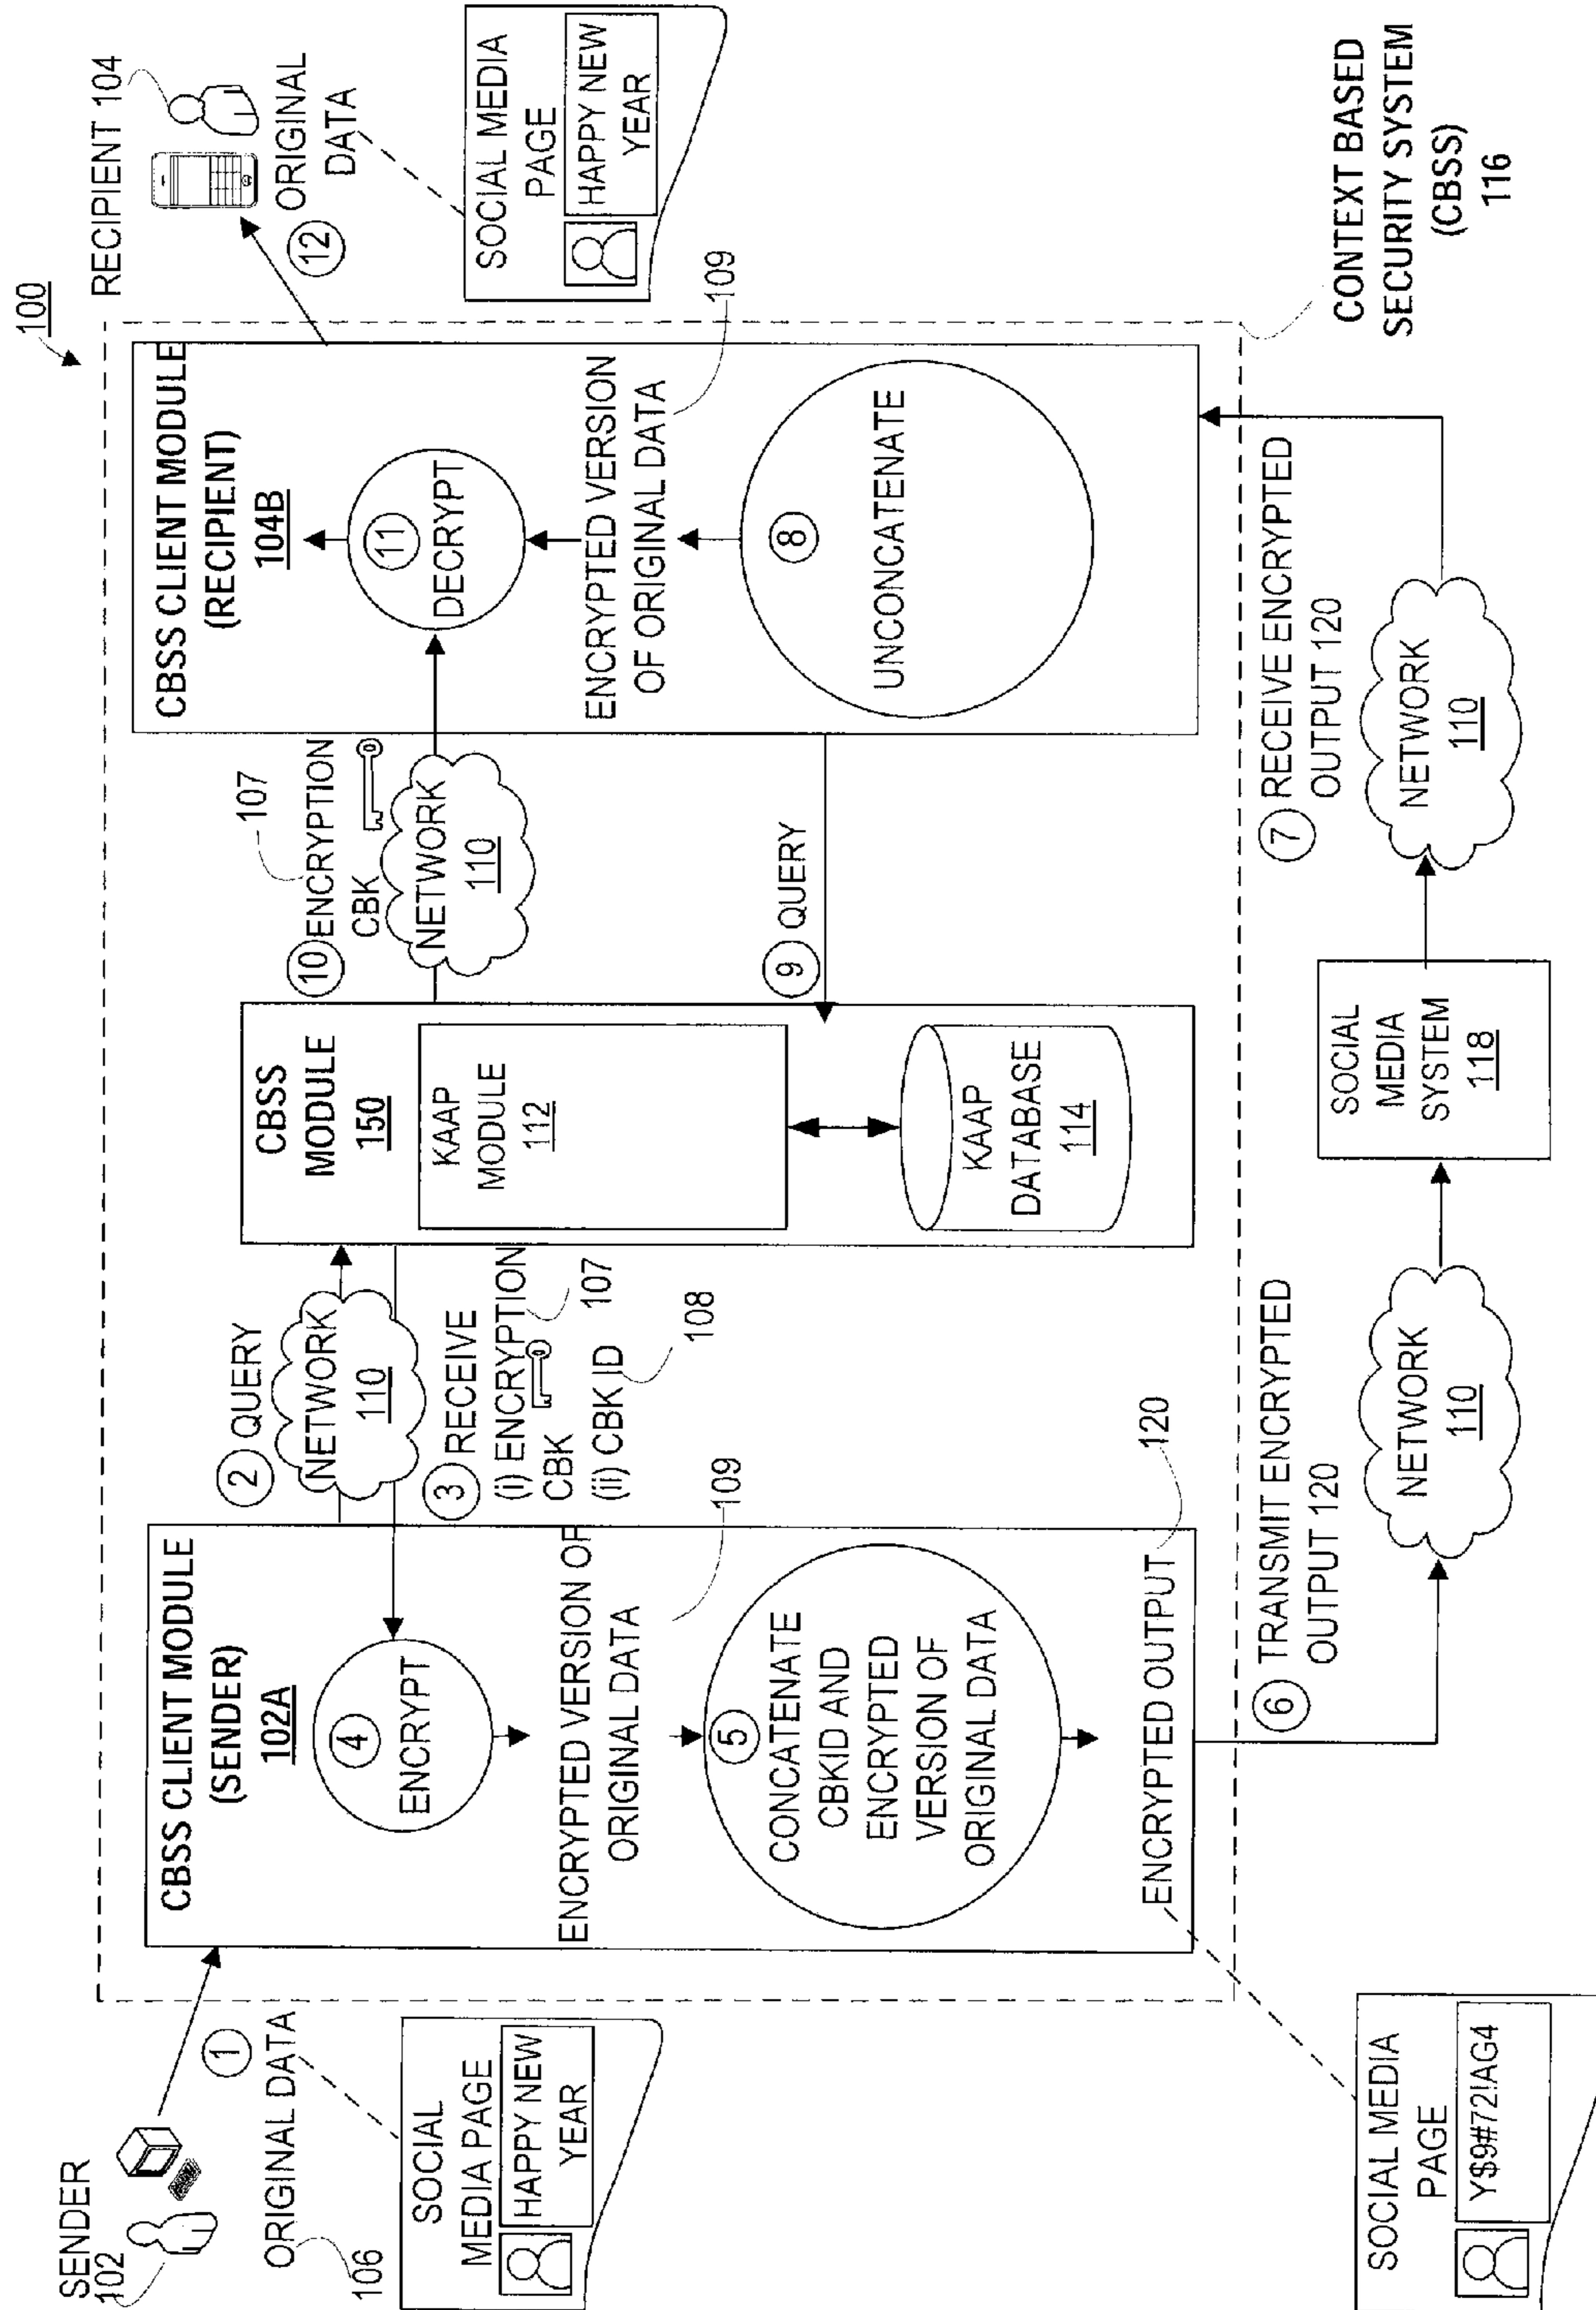 100
SENDER
102
1
ORIGINAL DATA
106
SOCIAL
MEDIA PAGE
HAPPY NEW
YEAR
CBSS CLIENT MODULE
(SENDER)
102A
4
ENCRYPT
ENCRYPTED VERSION OF
ORIGINAL DATA
109
5
CONCATENATE
CBKID AND
ENCRYPTED
VERSION OF
ORIGINAL DATA
ENCRYPTED OUTPUT
120
SOCIAL MEDIA
PAGE
Y$9#72!AG4
2 QUERY
NETWORK
110
3 RECEIVE
(i) ENCRYPTION
CBK
107
(ii) CBK ID
108
CBSS
MODULE
150
KAAP
MODULE
112
KAAP
DATABASE
114
107
10 ENCRYPTION
CBK
NETWORK
110
9 QUERY
CBSS CLIENT MODULE
(RECIPIENT)
104B
11
DECRYPT
ENCRYPTED VERSION
OF ORIGINAL DATA
109
8
UNCONCATENATE
RECIPIENT 104
12
ORIGINAL
DATA
SOCIAL MEDIA
PAGE
HAPPY NEW
YEAR
6 TRANSMIT ENCRYPTED
OUTPUT 120
NETWORK
110
SOCIAL
MEDIA
SYSTEM
118
7 RECEIVE ENCRYPTED
OUTPUT 120
NETWORK
110
CONTEXT BASED
SECURITY SYSTEM
(CBSS)
116